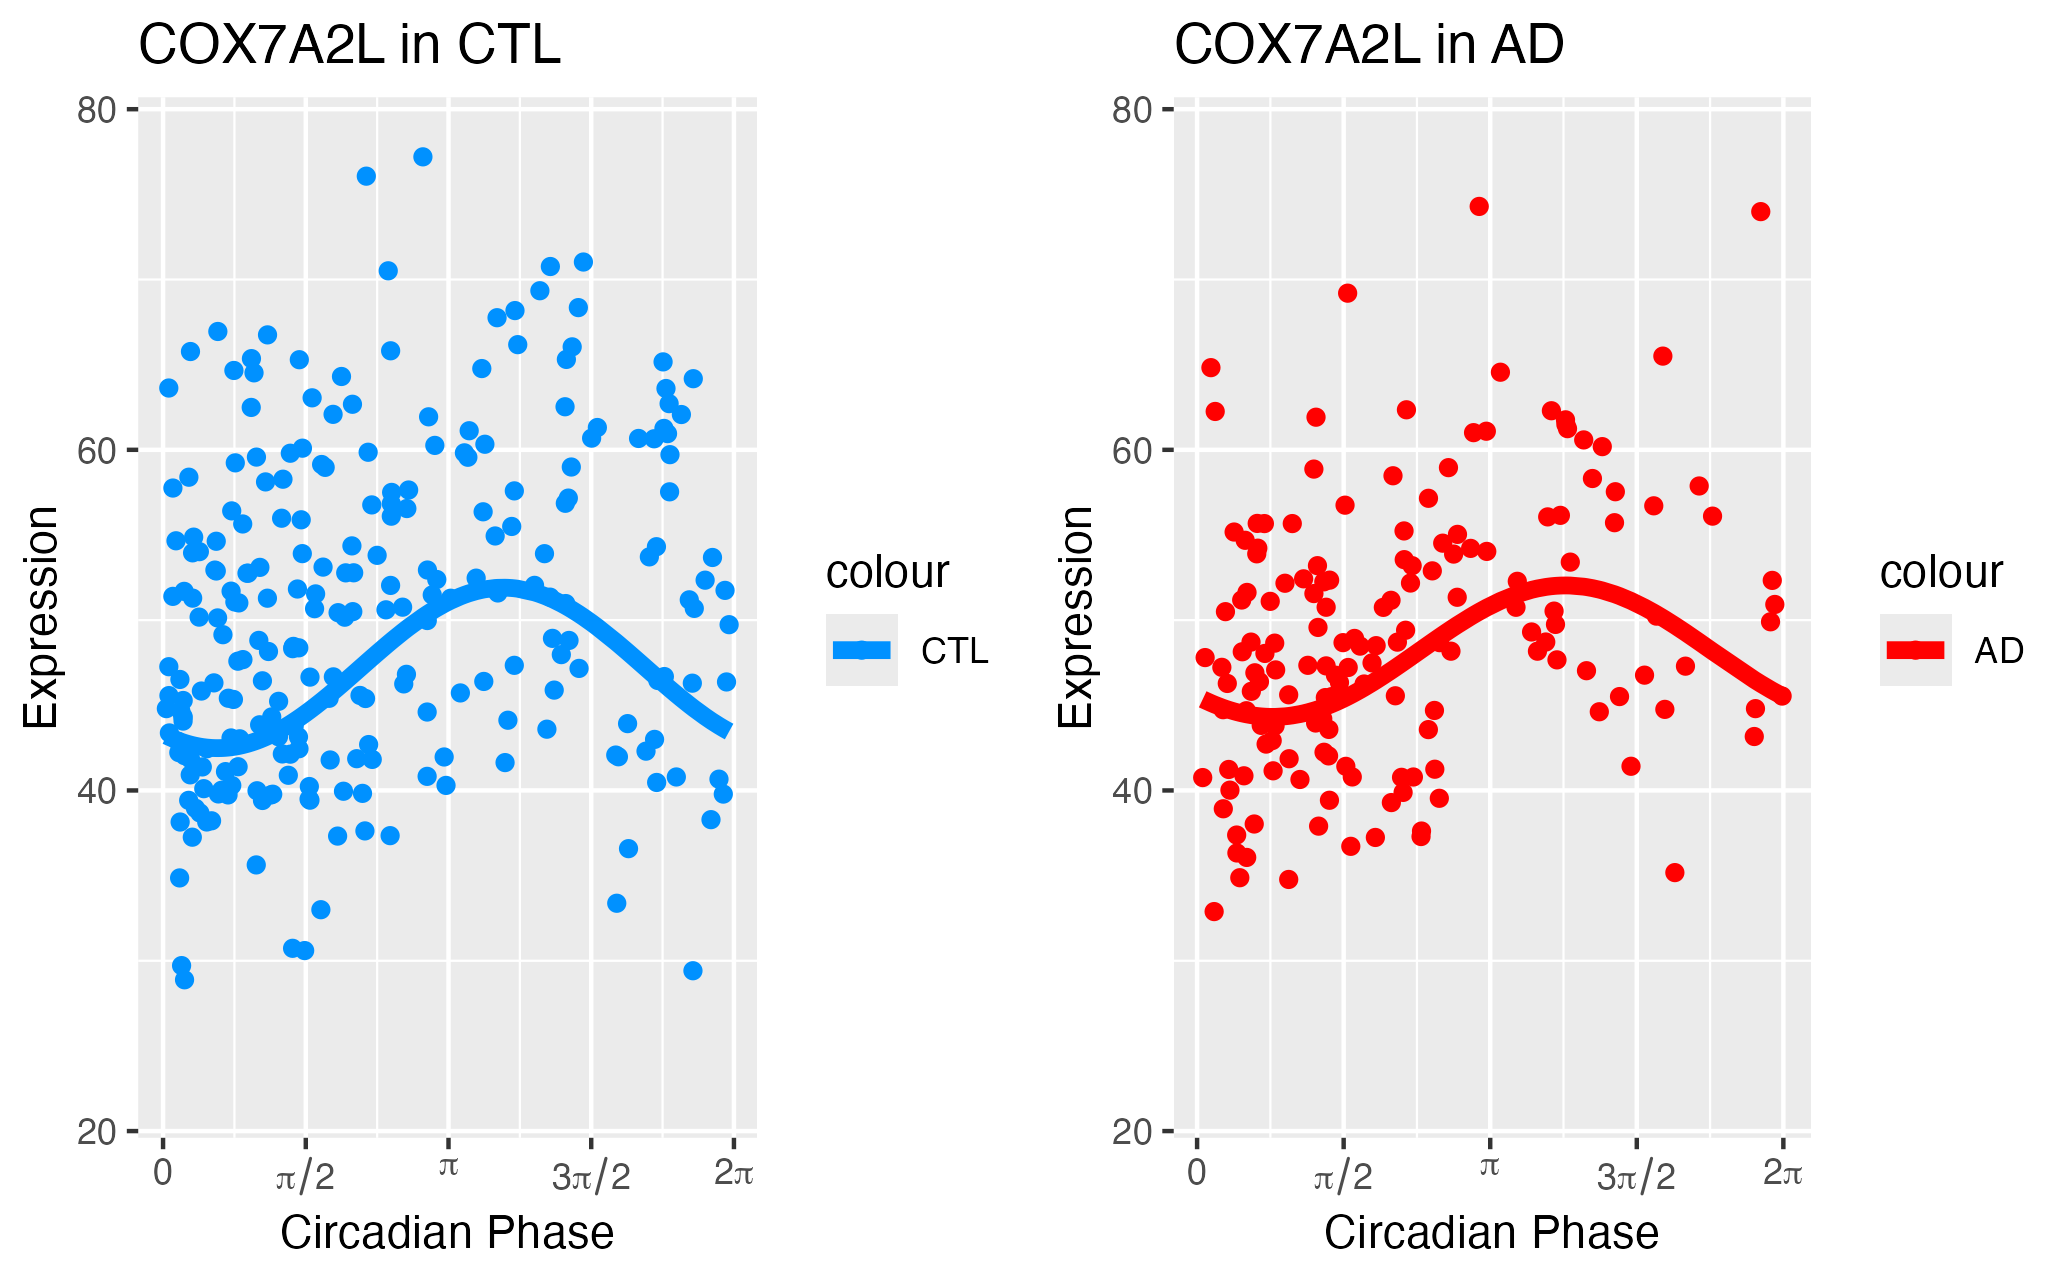 COX7A2L in CTL
80
60
40
20
Expression
0
π/2
π
3π/2
2π
Circadian Phase
colour
CTL
COX7A2L in AD
80
60
40
20
Expression
0
π/2
π
3π/2
2π
Circadian Phase
colour
AD